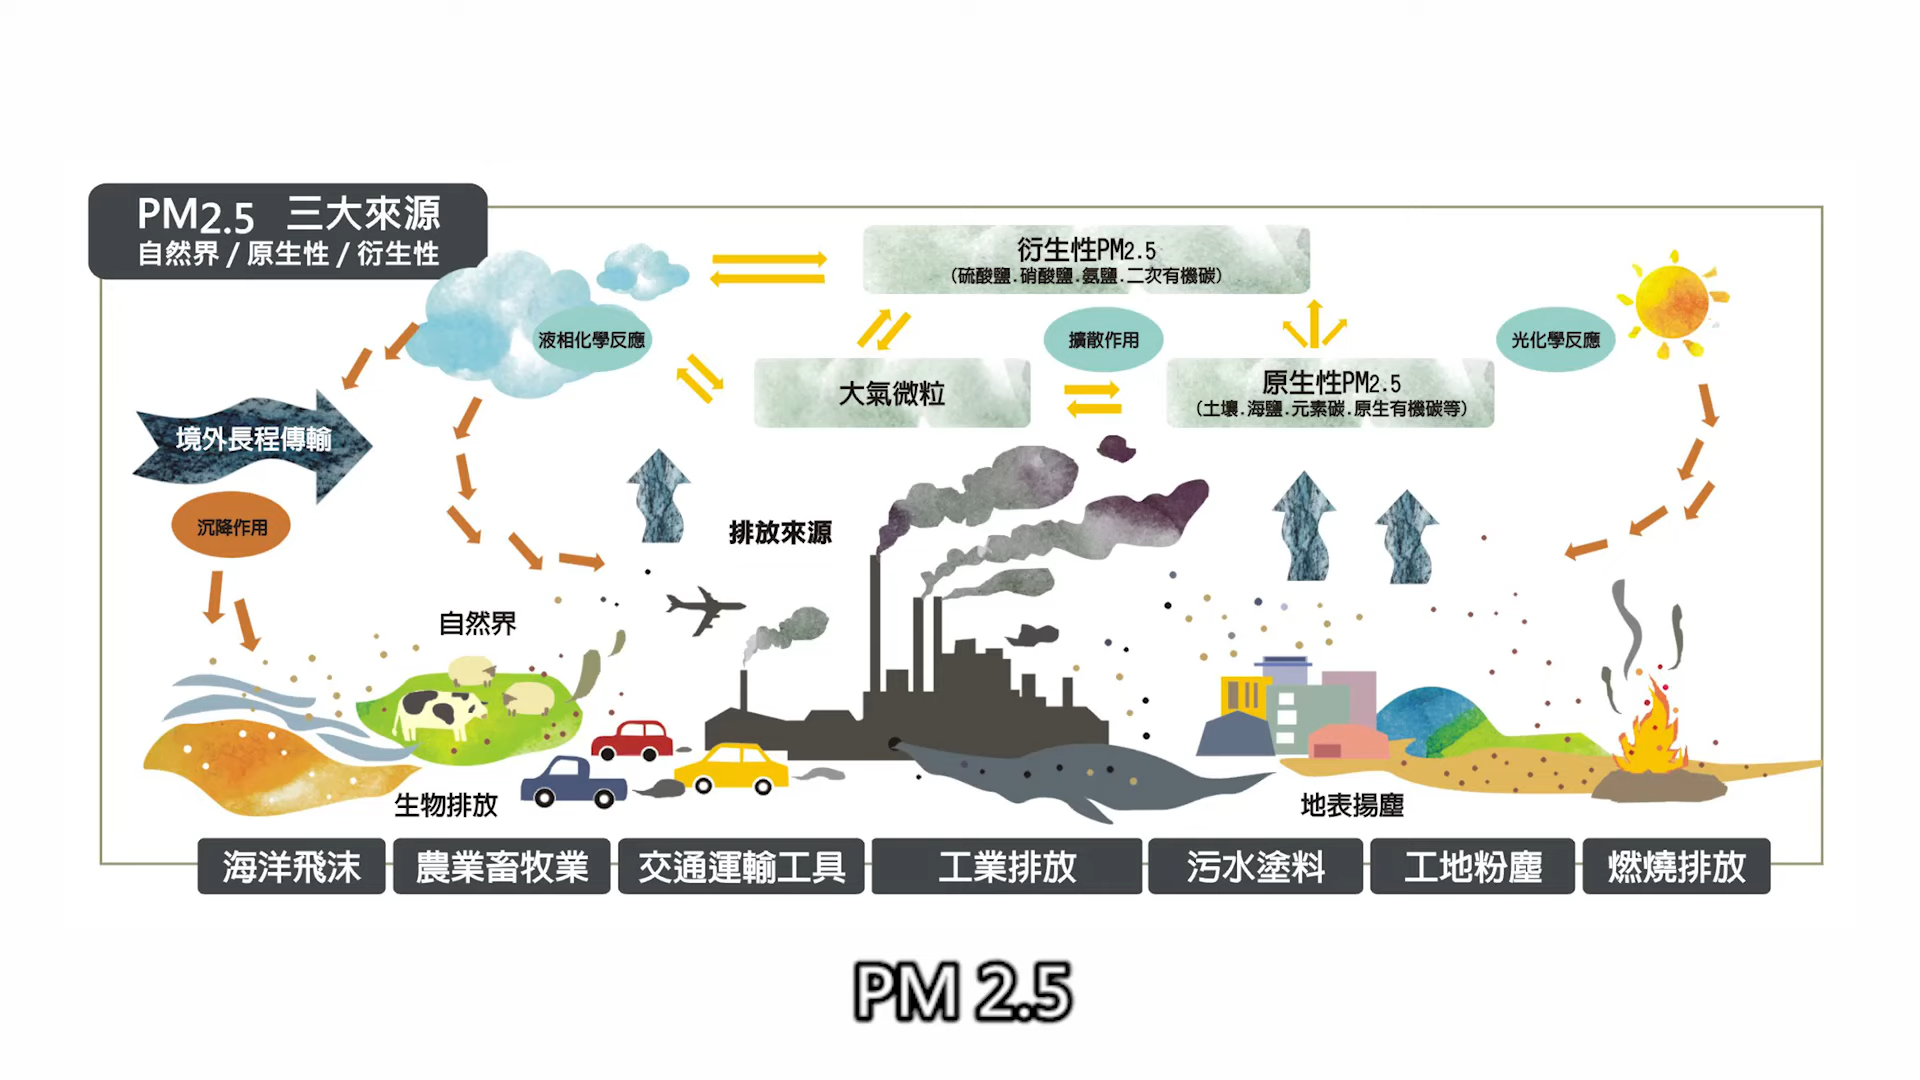 PM2.5 三大來源
自然界/原生性/衍生性
衍生性PM2.5
(硫酸鹽.硝酸鹽.氨鹽.二次有機碳)
液相化學反應
擴散作用
光化學反應
大氣微粒
原生性PM2.5
(土壤.海鹽.元素碳.原生有機碳等)
境外長程傳輸
沉降作用
排放來源
自然界
生物排放
地表揚塵
海洋飛沫
農業畜牧業
交通運輸工具
工業排放
污水塗料
工地粉塵
燃燒排放
PM 2.5